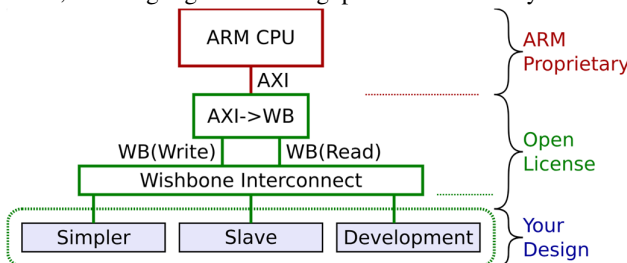 ARM CPU
ARM
Proprietary
AXI
AXI->WB
WB(Write)
WB(Read)
Open
License
Wishbone Interconnect
Simpler
Slave
Development
Your
Design